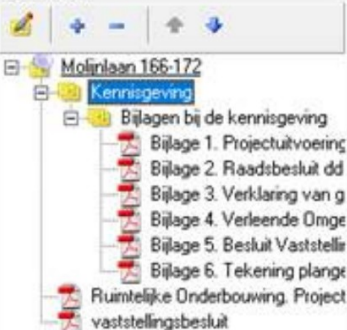 Molijnlaan 166-172
Kennisgeving
Bijlagen bij de kennisgeving
Bijlage 1. Projectuitvoering
Bijlage 2. Raadsbesluit dd
Bijlage 3. Verklaring van g
Bijlage 4. Verleende Omge
Bijlage 5. Besluit Vaststellin
Bijlage 6. Tekening plange
Ruimtelijke Onderbouwing. Project
vaststellingsbesluit